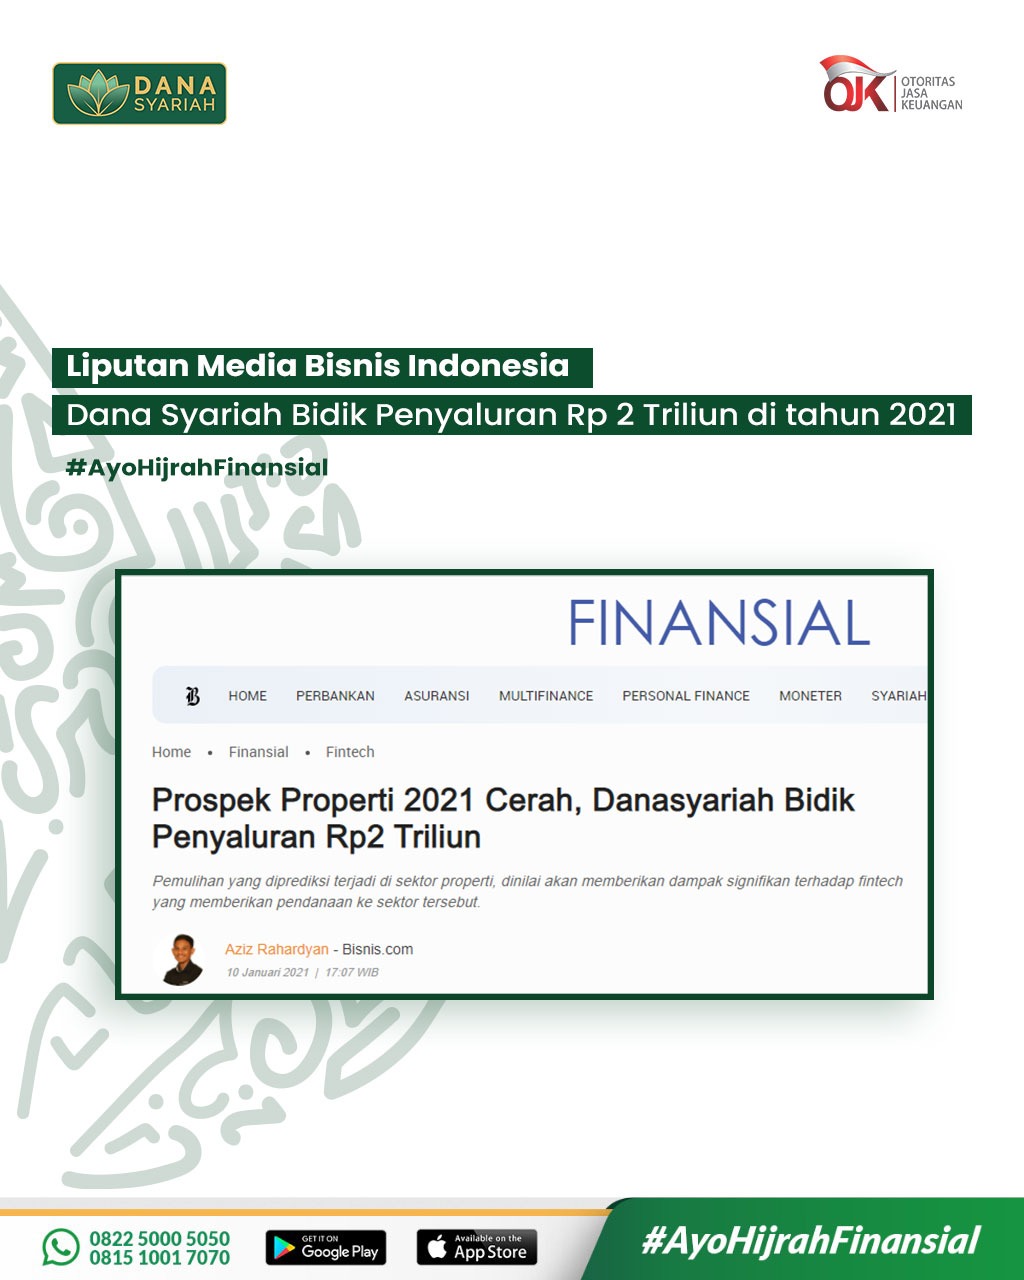 DANA
SYARIAH
OJK
OTORITAS
JASA
KEUANGAN
Liputan Media Bisnis Indonesia
Dana Syariah Bidik Penyaluran Rp 2 Triliun di tahun 2021
#AyoHijrahFinansial
FINANSIAL
B HOME PERBANKAN ASURANSI MULTIFINANCE PERSONAL FINANCE MONETER SYARIAH
Home • Finansial • Fintech
Prospek Properti 2021 Cerah, Danasyariah Bidik
Penyaluran Rp2 Triliun
Pemulihan yang diprediksi terjadi di sektor properti, dinilai akan memberikan dampak signifikan terhadap fintech
yang memberikan pendanaan ke sektor tersebut.
Aziz Rahardyan - Bisnis.com
10 Januari 2021 | 17:07 WIB
0822 5000 5050
0815 1001 7070
GET IT ON
Google Play
Available on the
App Store
#AyoHijrahFinansial